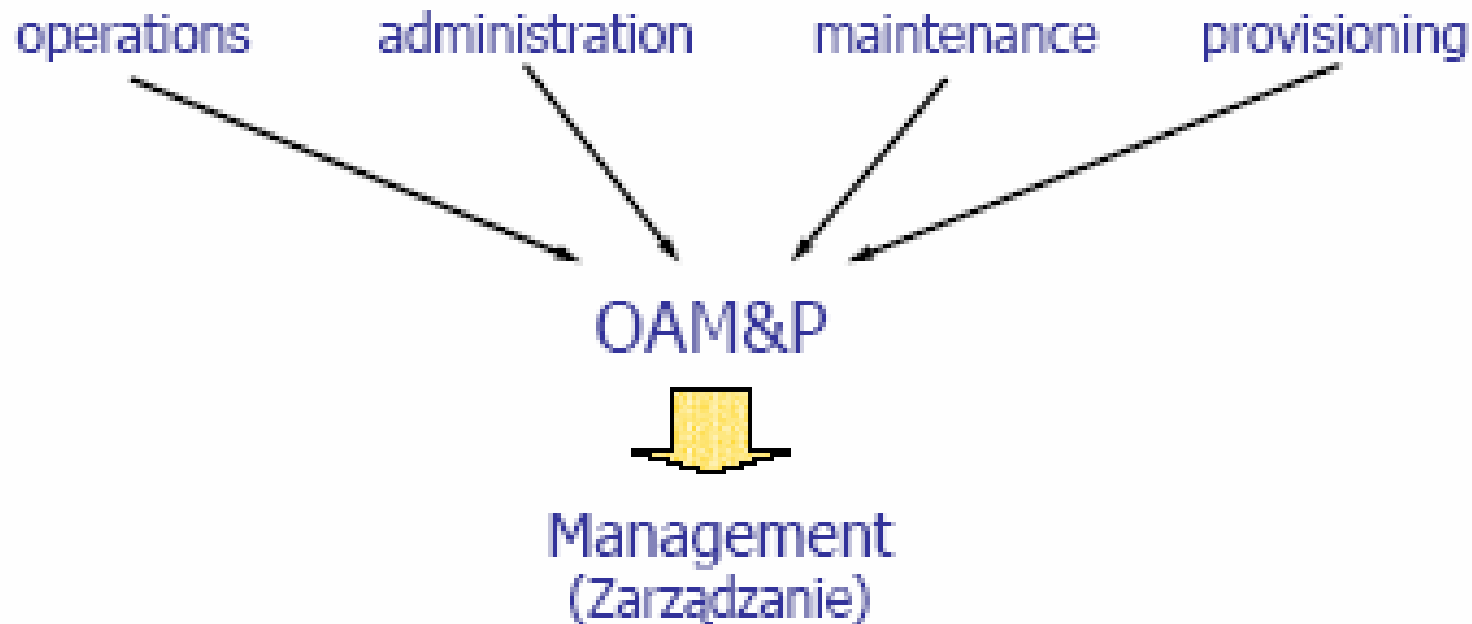 operations administration maintenance provisioning
OAM&P
Management
(Zarządzanie)